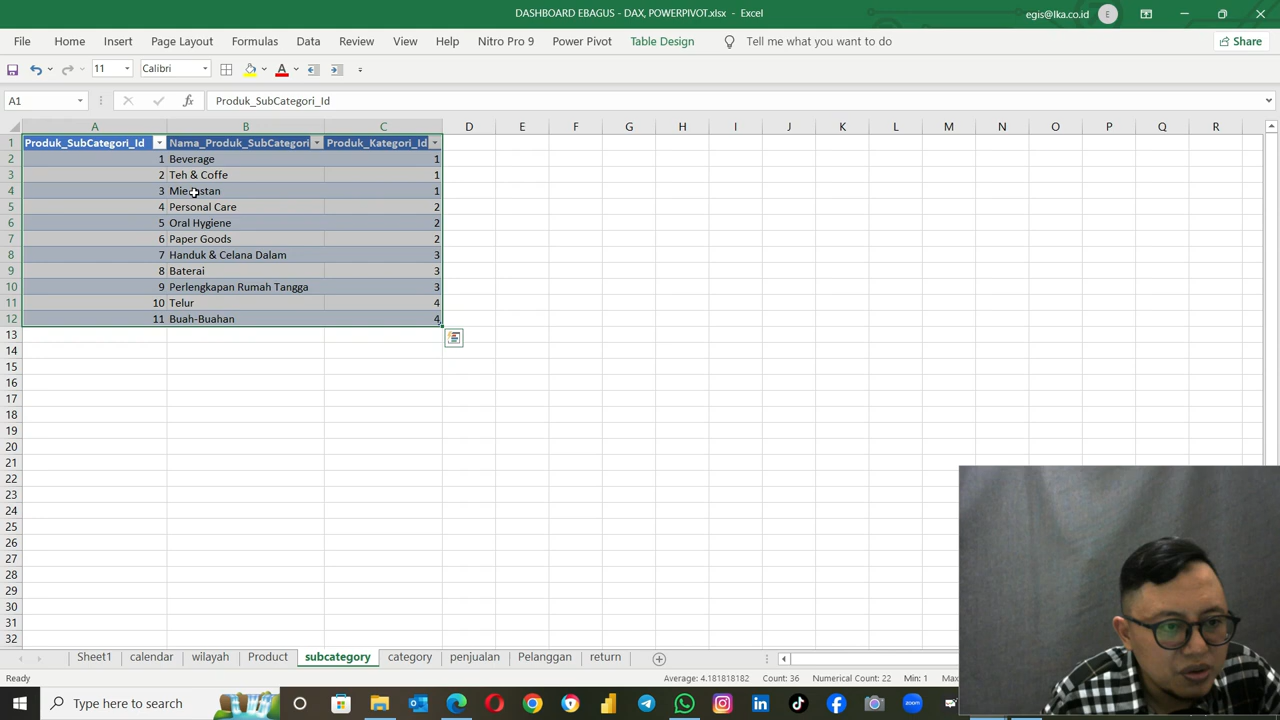 DASHBOARD EBAGUS - DAX, POWERPIVOT.xlsx - Excel
egis@lka.co.id
E
File Home Insert Page Layout Formulas Data Review View Help Nitro Pro 9 Power Pivot Table Design Tell me what you want to do Share
11 Calibri
A1 fx Produk_SubCategori_Id
A B C D E F G H I J K L M N O P Q R
1 Produk_SubCategori_Id Nama_Produk_SubCategori Produk_Kategori_Id
2 1 Beverage 1
3 2 Teh & Coffe 1
4 3 1
5 4 Personal Care 2
6 5 Oral Hygiene 2
7 6 Paper Goods 2
8 7 Handuk & Celana Dalam 3
9 8 Baterai 3
10 9 Perlengkapan Rumah Tangga 3
11 10 Telur 4
12 11 Buah-Buahan 4
13
14
15
16
17
18
19
20
21
22
23
24
25
26
27
28
29
30
31
32
Sheet1 calendar wilayah Product subcategory category penjualan Pelanggan return
Ready Average: 4.181818182 Count: 36 Numerical Count: 22 Min: 1
Type here to search zoom